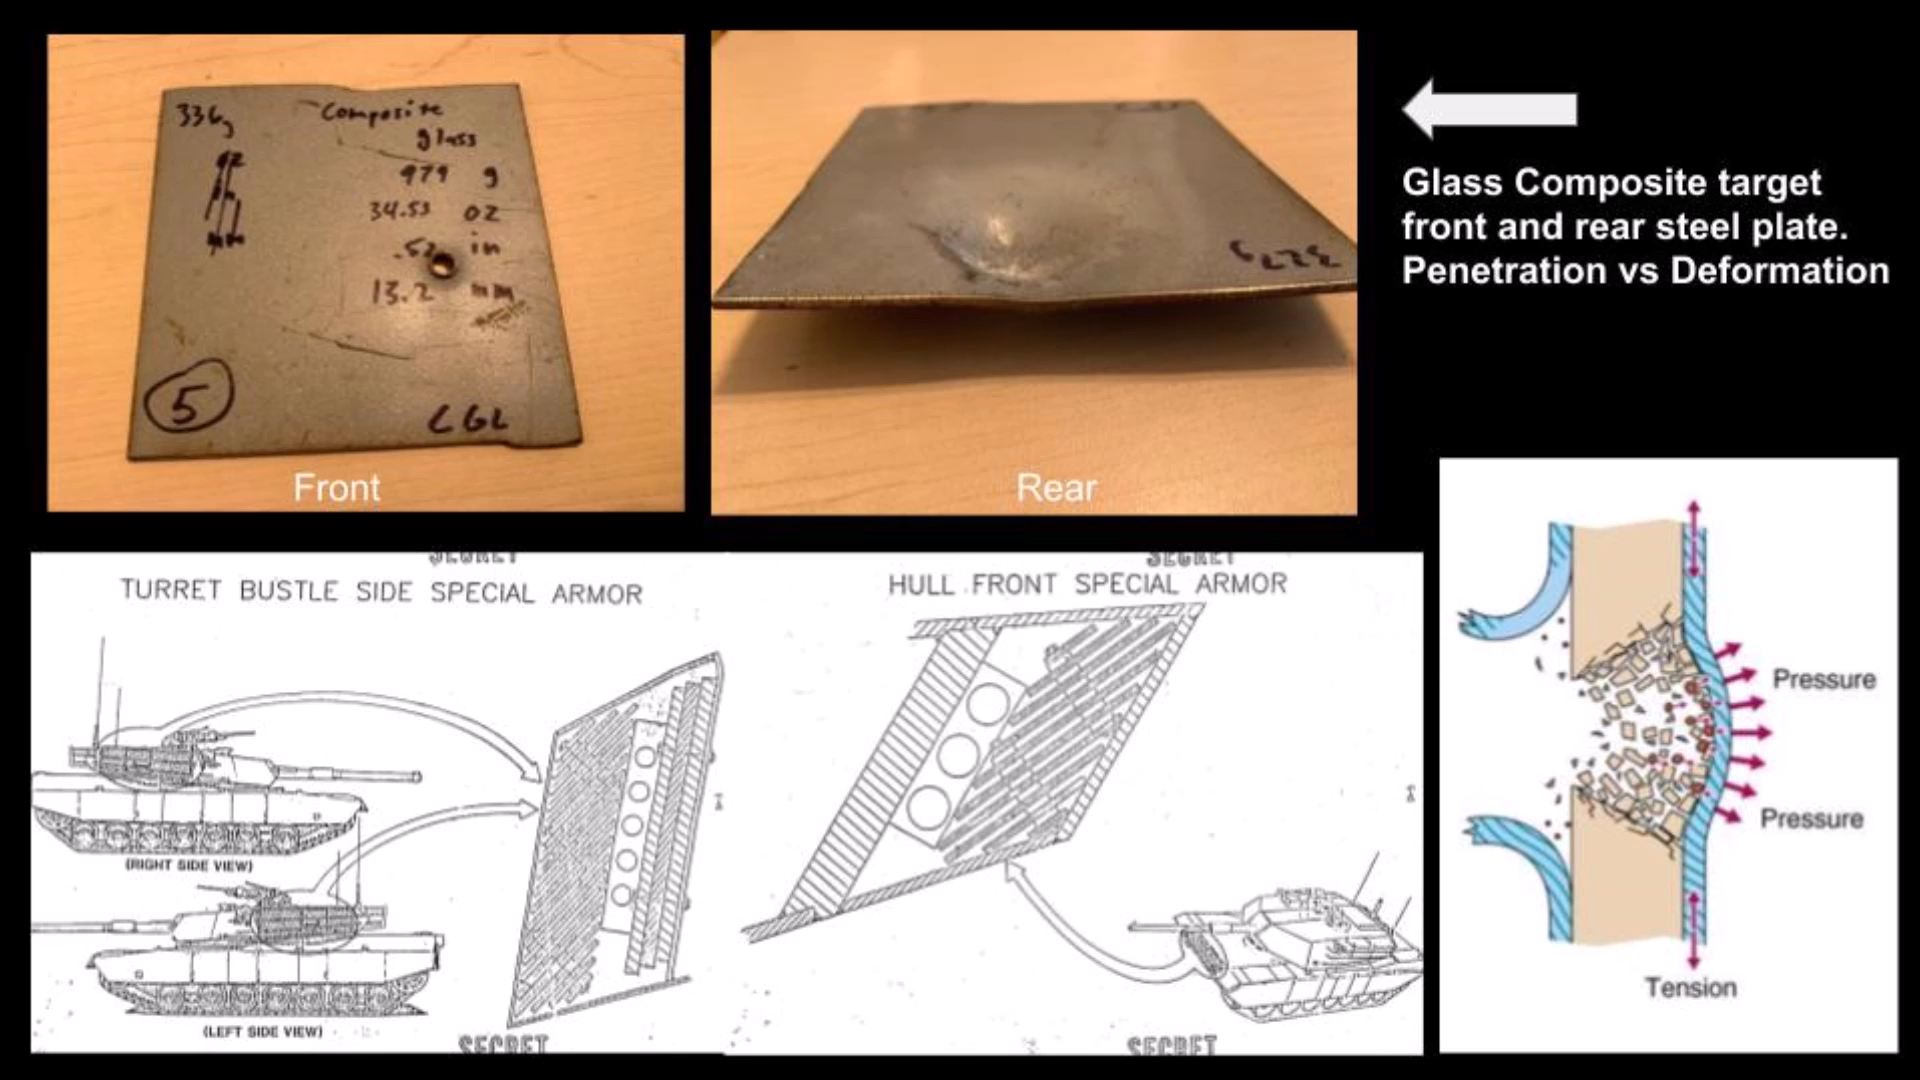 336g
Composite
glass
979 g
34.53 oz
.52 in
13.2 mm
5
CGL
Front
Rear
Glass Composite target
front and rear steel plate.
Penetration vs Deformation
SECRET
TURRET BUSTLE SIDE SPECIAL ARMOR
(RIGHT SIDE VIEW)
(LEFT SIDE VIEW)
SECRET
SECRET
HULL FRONT SPECIAL ARMOR
SECRET
Pressure
Pressure
Tension